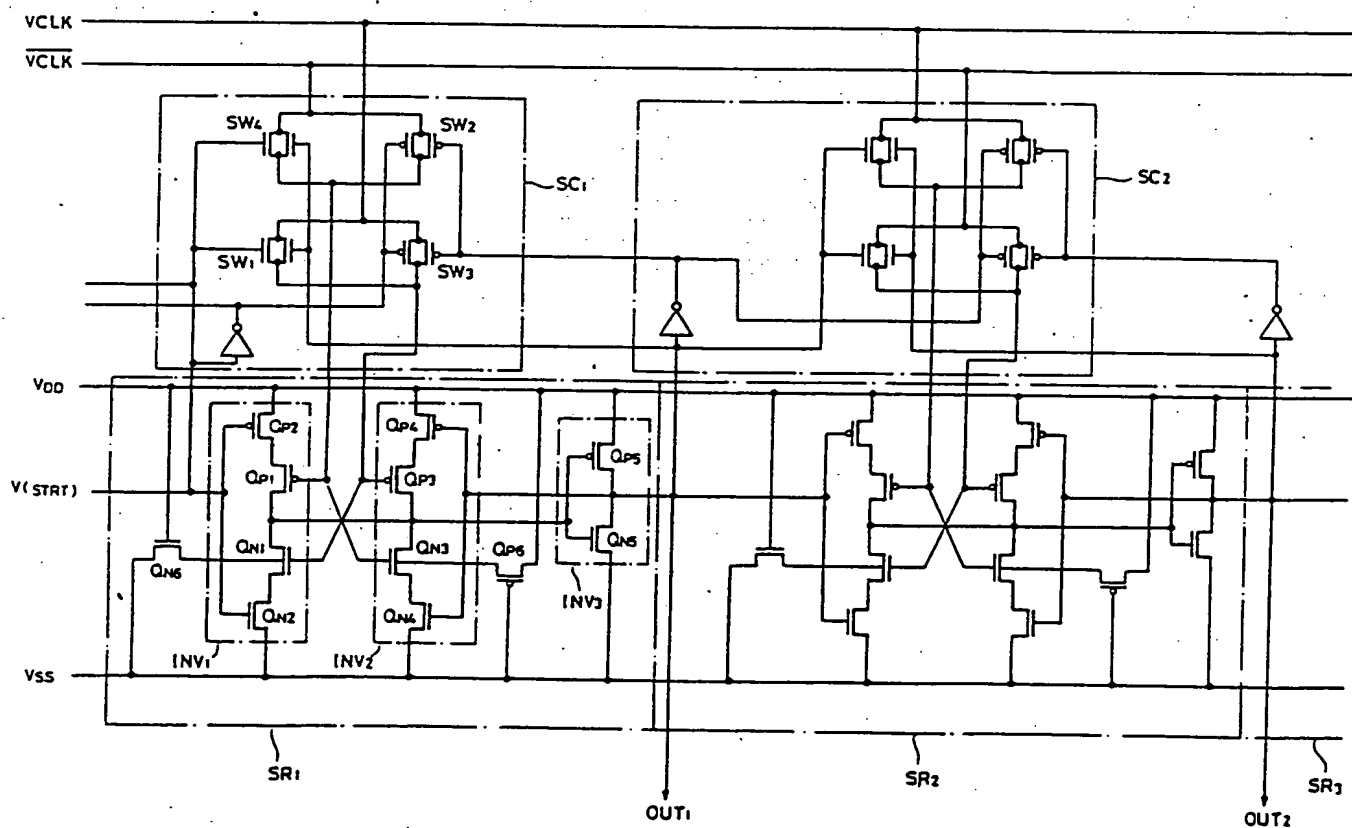 VCLK
VCLK
SW4
SW2
SC1
SC2
SW1
SW3
VDD
QP2
QP4
QP1
QP3
QP5
V(STRT)
QN1
QN3
QP6
QN5
QN6
QN2
QN4
INV3
INV1
INV2
VSS
SR1
SR2
SR3
OUT1
OUT2